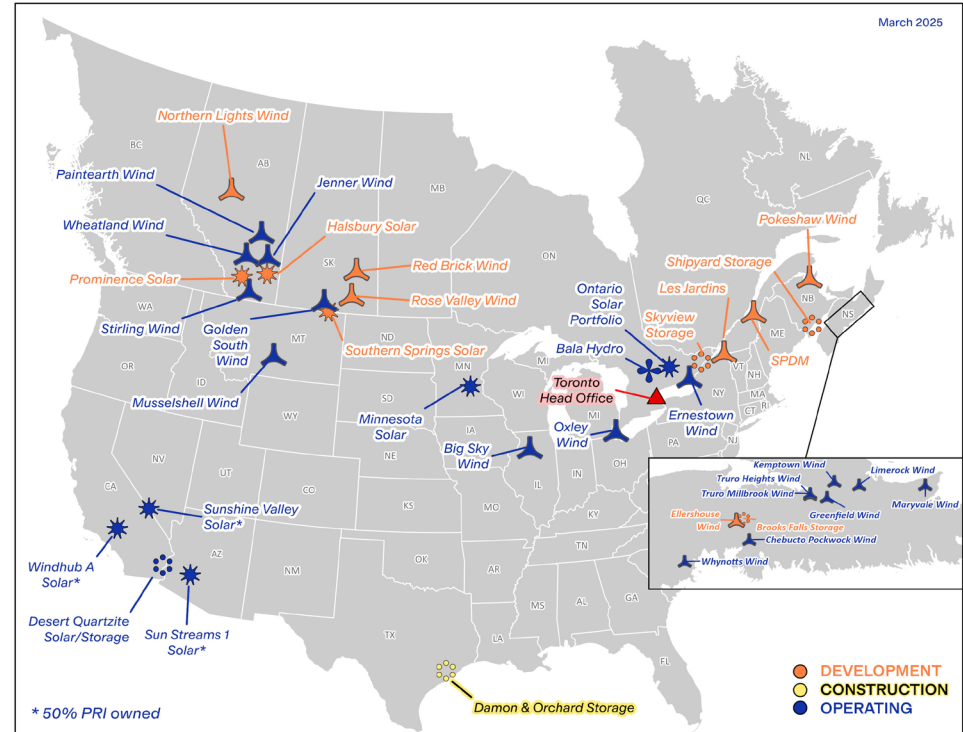 March 2025
Northern Lights Wind
BC
AB
NL
Paintearth Wind
Jenner Wind
MB
QC
Wheatland Wind
Halsbury Solar
Pokeshaw Wind
SK
ON
Prominence Solar
Red Brick Wind
Shipyard Storage
WA
Rose Valley Wind
Ontario
Solar
Portfolio
Les Jardins
NB
NS
Stirling Wind
Golden
South
Wind
MT
ND
Skyview
Storage
ME
Southern Springs Solar
Bala Hydro
SPDM
OR
ID
MN
MI
VT
NH
Musselshell Wind
SD
WI
Toronto
Head Office
NY
MA
CT
RI
WY
Minnesota
Solar
MI
Ernestown
Wind
IA
Big Sky
Wind
Oxley
Wind
PA
NJ
NE
OH
NV
UT
IL
IN
CA
CO
Sunshine Valley
Solar*
KS
MO
KY
Kemptown Wind
Truro Heights Wind
Limerock Wind
Truro Millbrook Wind
Maryvale Wind
Greenfield Wind
Ellershouse
Wind
Brooks Falls Storage
Chebucto Pockwock Wind
Whynotts Wind
AZ
NM
OK
TN
AR
Windhub A
Solar*
Desert Quartzite
Solar/Storage
Sun Streams 1
Solar*
TX
MS
AL
GA
LA
FL
Damon & Orchard Storage
DEVELOPMENT
CONSTRUCTION
OPERATING
* 50% PRI owned